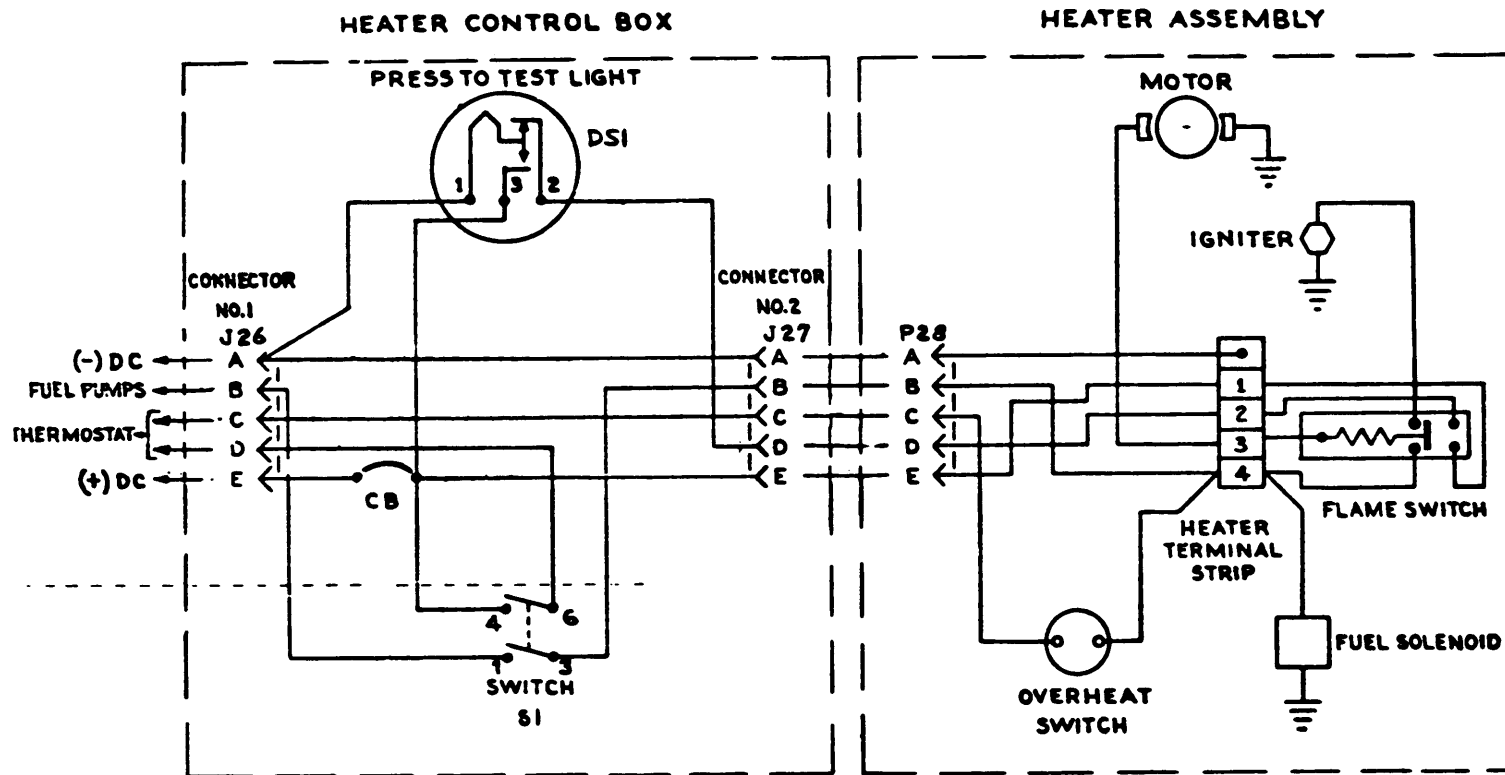 HEATER CONTROL BOX
HEATER ASSEMBLY
PRESS TO TEST LIGHT
DS1
1 3 2
MOTOR
IGNITER
CONNECTOR
NO.1
J26
CONNECTOR
NO.2
J27
P28
(-) DC A
FUEL PUMPS B
C
THERMOSTAT
D
(+) DC E
CB
A
B
C
D
E
A
B
C
D
E
1
2
3
4
HEATER
TERMINAL
STRIP
FLAME SWITCH
4 6
1 3
SWITCH
S1
OVERHEAT
SWITCH
FUEL SOLENOID